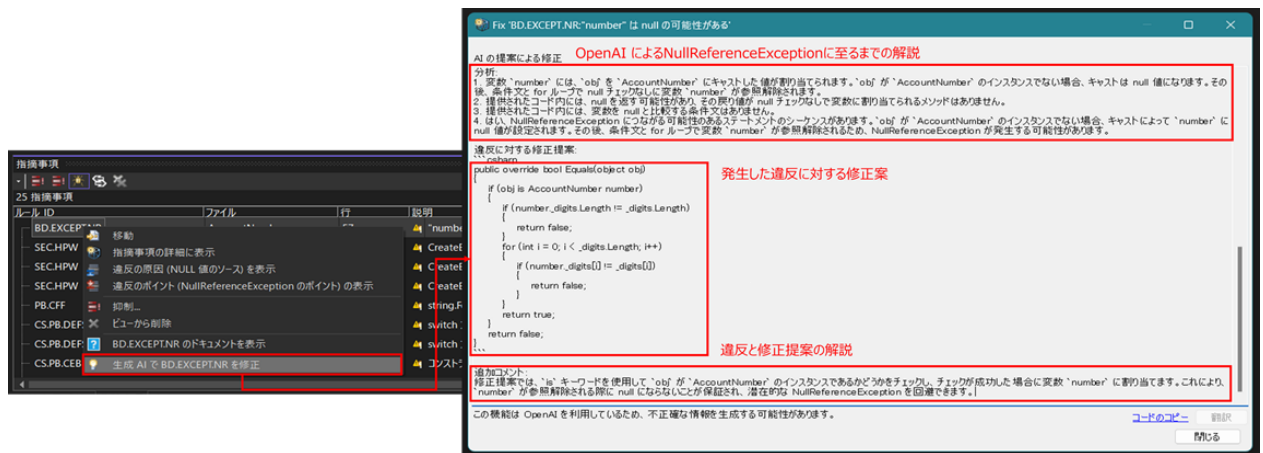 指摘事項
25 指摘事項
ルール ID ファイル 行 説明
BD.EXCEPT.NR
SEC.HPW CreateE
SEC.HPW CreateE
SEC.HPW CreateE
PB.CFF string.R
CS.PB.DEF switch
CS.PB.DEF switch
CS.PB.CEB コンスト
移動
指摘事項の詳細に表示
違反の原因 (NULL 値のソース) を表示
違反のポイント (NullReferenceException のポイント) の表示
抑制...
ビューから削除
BD.EXCEPT.NR のドキュメントを表示
生成 AI で BD.EXCEPT.NR を修正
Fix 'BD.EXCEPT.NR:"number" は null の可能性がある'
AI の提案による修正
OpenAI によるNullReferenceExceptionに至るまでの解説
分析:
1. 変数 `number` には、`obj` を `AccountNumber` にキャストした値が割り当てられます。`obj` が `AccountNumber` のインスタンスでない場合、キャストは null 値になります。その
後、条件文と for ループで null チェックなしに変数 `number` が参照解除されます。
2. 提供されたコード内には、null を返す可能性があり、その戻り値が null チェックなしで変数に割り当てられるメソッドはありません。
3. 提供されたコード内には、変数を null と比較する条件文はありません。
4. はい、NullReferenceException につながる可能性のあるステートメントのシーケンスがあります。`obj` が `AccountNumber` のインスタンスでない場合、キャストによって `number` に
null 値が設定されます。その後、条件文と for ループで変数 `number` が参照解除されるため、NullReferenceException が発生する可能性があります。
違反に対する修正提案:
```csharp
public override bool Equals(object obj)
{
if (obj is AccountNumber number)
{
if (number._digits.Length != _digits.Length)
{
return false;
}
for (int i = 0; i < _digits.Length; i++)
{
if (number._digits[i] != _digits[i])
{
return false;
}
}
return true;
}
return false;
}
```
発生した違反に対する修正案
違反と修正提案の解説
追加コメント:
修正提案では、`is` キーワードを使用して `obj` が `AccountNumber` のインスタンスであるかどうかをチェックし、チェックが成功した場合に変数 `number` に割り当てます。これにより、
`number` が参照解除される際に null にならないことが保証され、潜在的な NullReferenceException を回避できます。
この機能は OpenAI を利用しているため、不正確な情報を生成する可能性があります。
コードのコピー
翻訳
閉じる